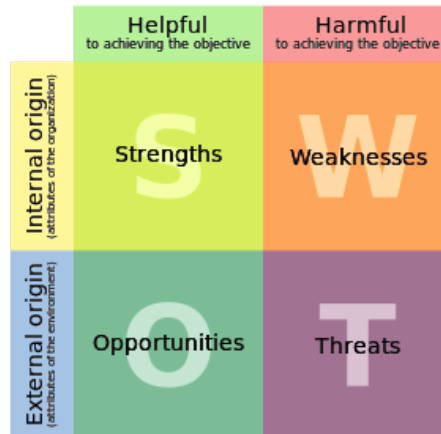 Helpful
to achieving the objective
Harmful
to achieving the objective
Internal origin
(attributes of the organization)
S
Strengths
W
Weaknesses
External origin
(attributes of the environment)
O
Opportunities
T
Threats